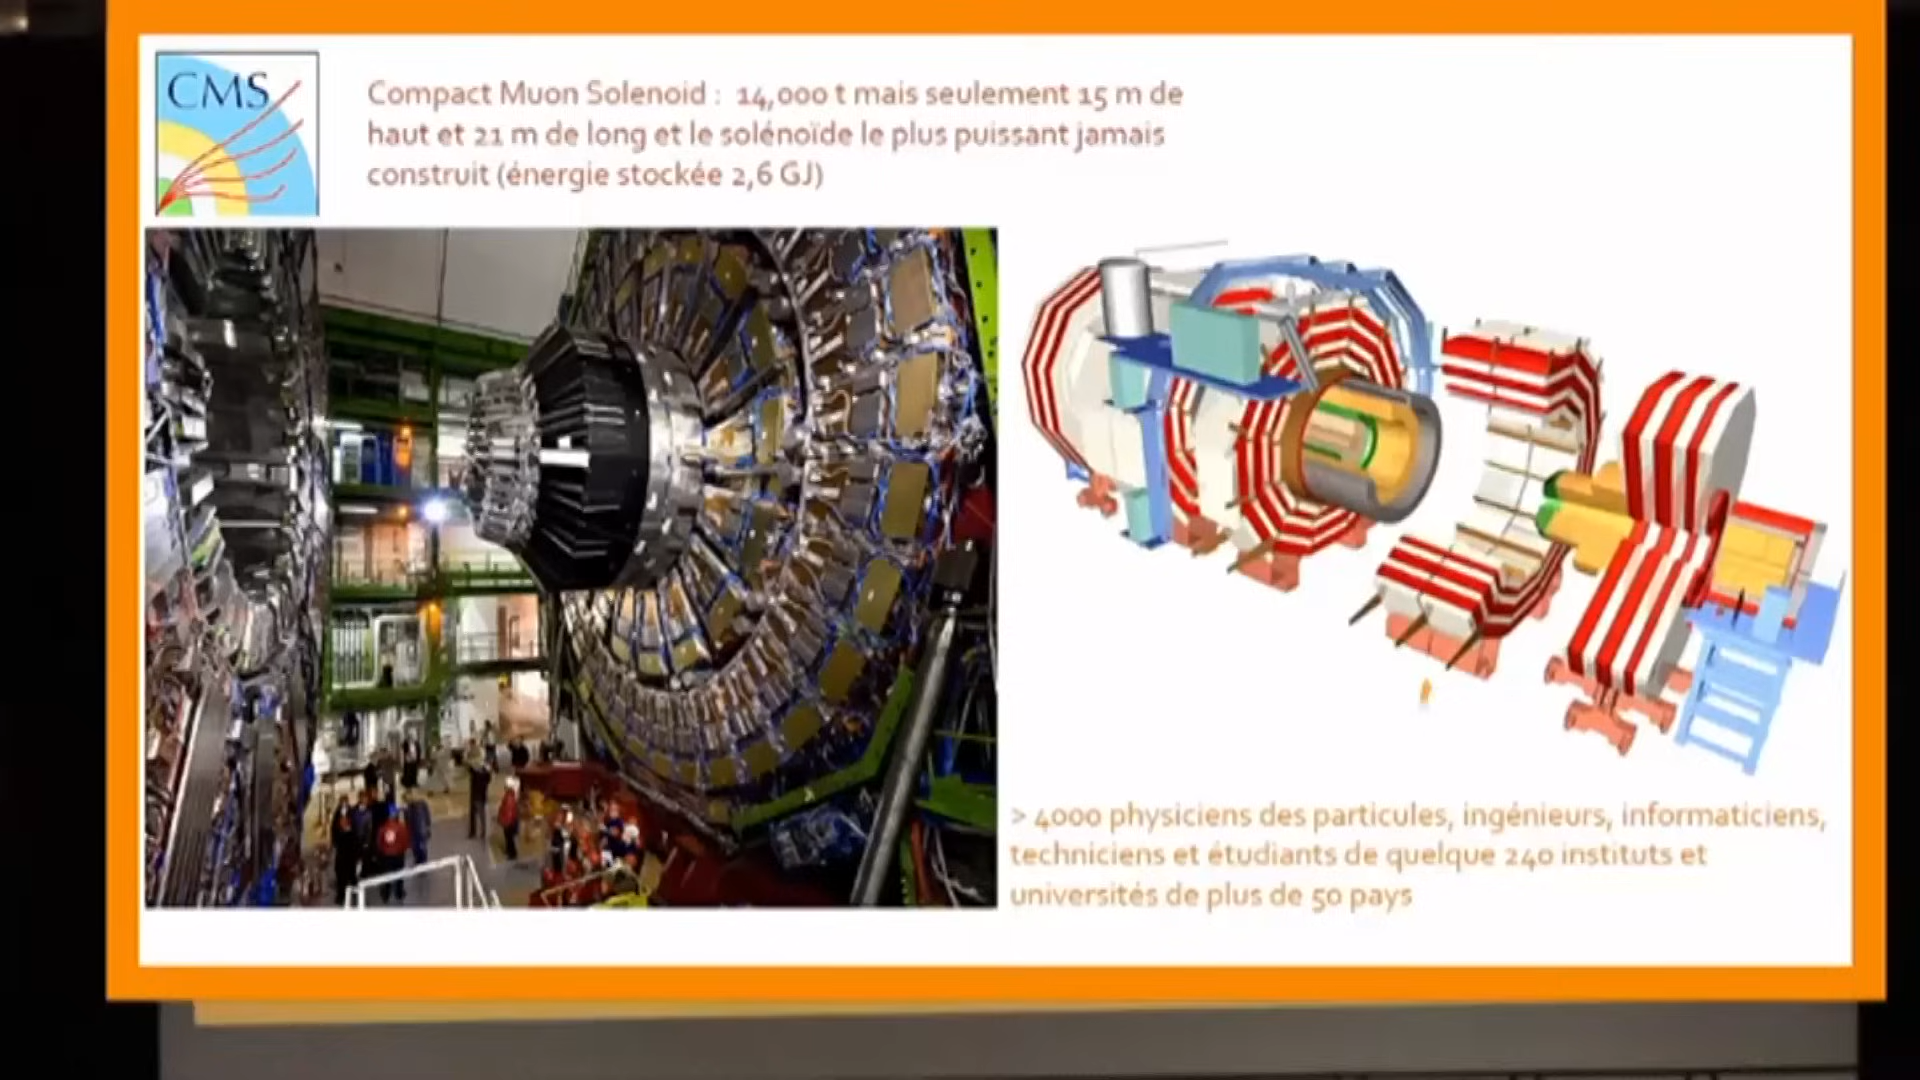 CMS
Compact Muon Solenoid : 14,000 t mais seulement 15 m de
haut et 21 m de long et le solénoïde le plus puissant jamais
construit (énergie stockée 2,6 GJ)
> 4000 physiciens des particules, ingénieurs, informaticiens,
techniciens et étudiants de quelque 240 instituts et
universités de plus de 50 pays